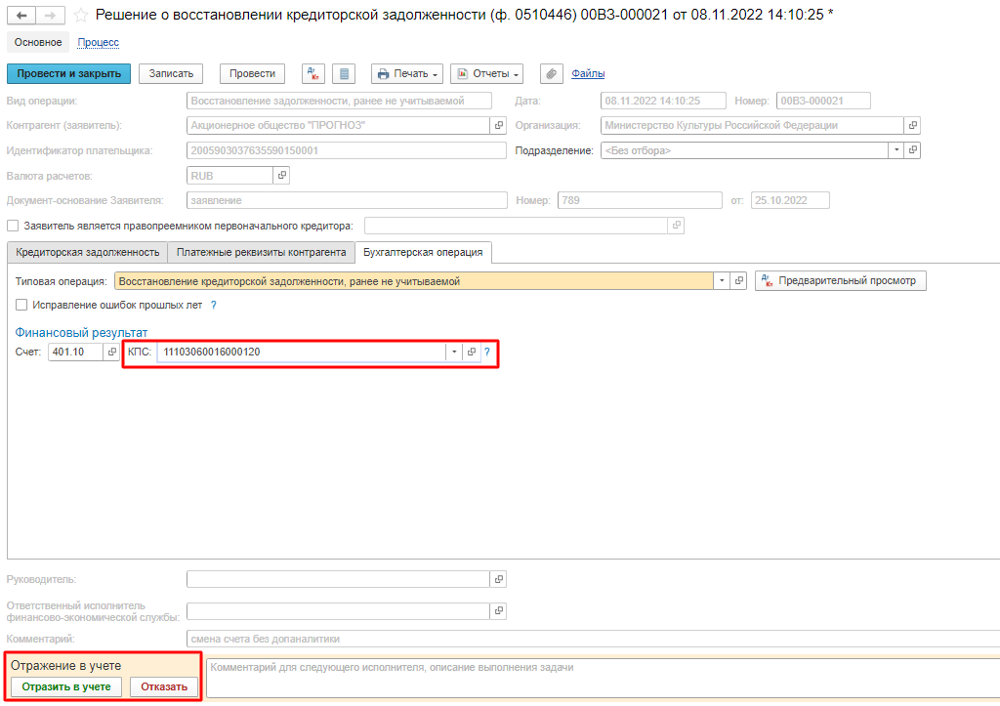 Решение о восстановлении кредиторской задолженности (ф. 0510446) 00ВЗ-000021 от 08.11.2022 14:10:25 *
Основное Процесс
Провести и закрыть Записать Провести Печать Отчеты Файлы
Вид операции: Восстановление задолженности, ранее не учитываемой Дата: 08.11.2022 14:10:25 Номер: 00ВЗ-000021
Контрагент (заявитель): Акционерное общество "ПРОГНОЗ" Организация: Министерство Культуры Российской Федерации
Идентификатор плательщика: 2005903037635590150001 Подразделение: <Без отбора>
Валюта расчетов: RUB
Документ-основание Заявителя: заявление Номер: 789 от: 25.10.2022
Заявитель является правопреемником первоначального кредитора:
Кредиторская задолженность Платежные реквизиты контрагента Бухгалтерская операция
Типовая операция: Восстановление кредиторской задолженности, ранее не учитываемой Дт Кт Предварительный просмотр
Исправление ошибок прошлых лет ?
Финансовый результат
Счет: 401.10 КПС: 11103060016000120 ?
Руководитель:
Ответственный исполнитель
финансово-экономической службы:
Комментарий: смена счета без допаналитики
Отражение в учете Комментарий для следующего исполнителя, описание выполнения задачи
Отразить в учете Отказать